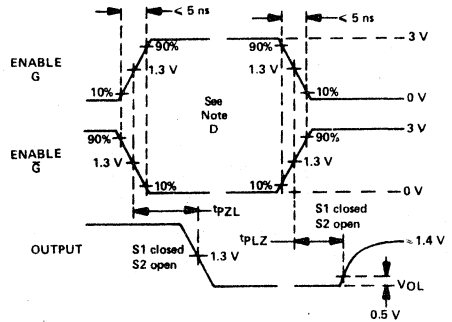 ≤ 5 ns
≤ 5 ns
ENABLE
G
90%
90%
3 V
1.3 V
1.3 V
10%
10%
0 V
See
Note
D
ENABLE
G̅
90%
90%
3 V
1.3 V
1.3 V
10%
10%
0 V
tPZL
S1 closed
S2 open
tPLZ
OUTPUT
S1 closed
S2 open
1.3 V
≈ 1.4 V
VOL
0.5 V